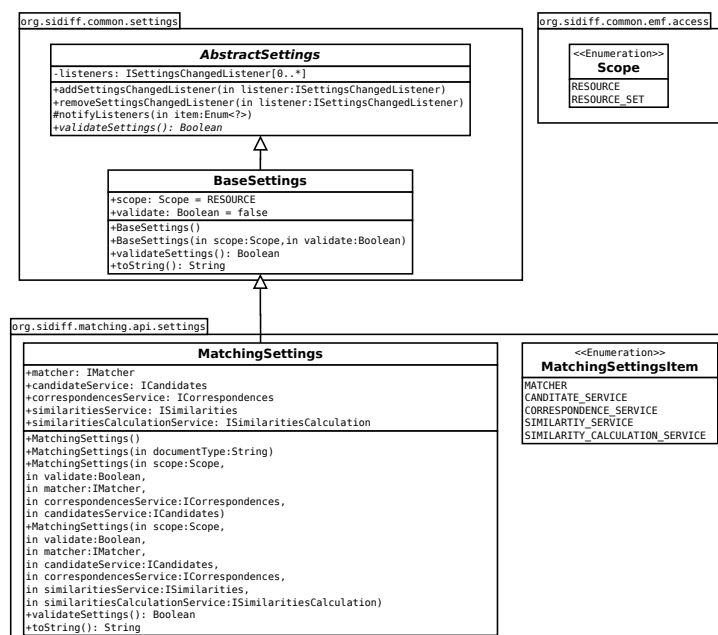 org.sidiff.common.settings
AbstractSettings
-listeners: ISettingsChangedListener[0..*]
+addSettingsChangedListener(in listener:ISettingsChangedListener)
+removeSettingsChangedListener(in listener:ISettingsChangedListener)
#notifyListeners(in item:Enum<?>)
+validateSettings(): Boolean
BaseSettings
+scope: Scope = RESOURCE
+validate: Boolean = false
+BaseSettings()
+BaseSettings(in scope:Scope,in validate:Boolean)
+validateSettings(): Boolean
+toString(): String
org.sidiff.common.emf.access
<<Enumeration>>
Scope
RESOURCE
RESOURCE_SET
org.sidiff.matching.api.settings
MatchingSettings
+matcher: IMatcher
+candidateService: ICandidates
+correspondencesService: ICorrespondences
+similaritiesService: ISimilarities
+similaritiesCalculationService: ISimilaritiesCalculation
+MatchingSettings()
+MatchingSettings(in documentType:String)
+MatchingSettings(in scope:Scope,
in validate:Boolean,
in matcher:IMatcher,
in correspondencesService:ICorrespondences,
in candidatesService:ICandidates)
+MatchingSettings(in scope:Scope,
in validate:Boolean,
in matcher:IMatcher,
in candidateService:ICandidates,
in correspondencesService:ICorrespondences,
in similaritiesService:ISimilarities,
in similaritiesCalculationService:ISimilaritiesCalculation)
+validateSettings(): Boolean
+toString(): String
<<Enumeration>>
MatchingSettingsItem
MATCHER
CANDITATE_SERVICE
CORRESPONDENCE_SERVICE
SIMILARTIY_SERVICE
SIMILARITY_CALCULATION_SERVICE